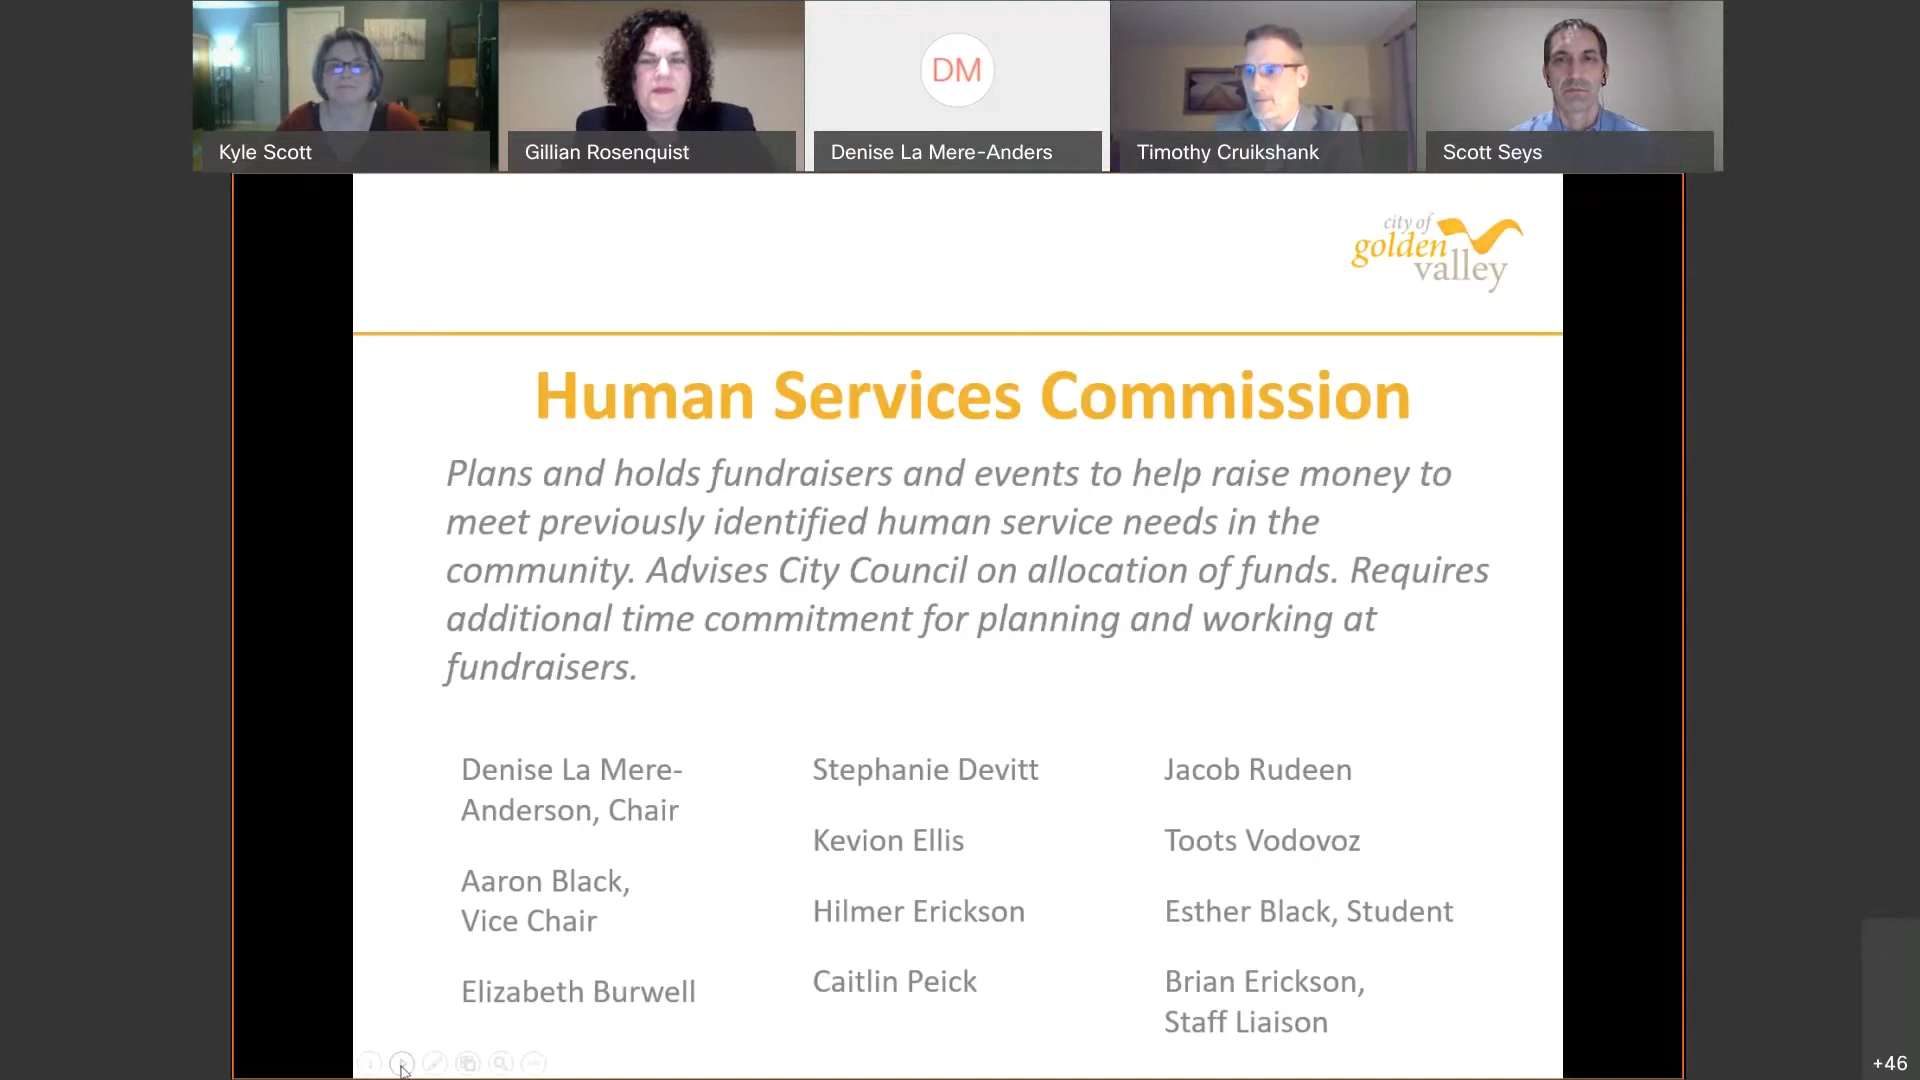 Kyle Scott
Gillian Rosenquist
DM
Denise La Mere-Anders
Timothy Cruikshank
Scott Seys
city of
golden
valley
Human Services Commission
Plans and holds fundraisers and events to help raise money to
meet previously identified human service needs in the
community. Advises City Council on allocation of funds. Requires
additional time commitment for planning and working at
fundraisers.
Denise La Mere-
Anderson, Chair
Aaron Black,
Vice Chair
Elizabeth Burwell
Stephanie Devitt
Kevion Ellis
Hilmer Erickson
Caitlin Peick
Jacob Rudeen
Toots Vodovoz
Esther Black, Student
Brian Erickson,
Staff Liaison
+46